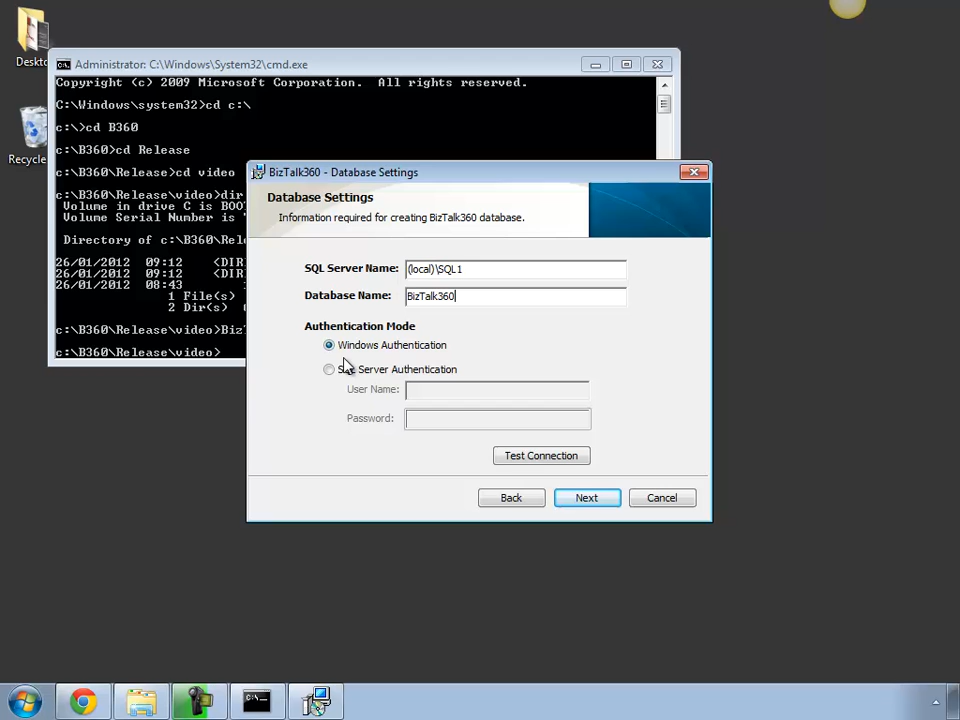 Deskto
Recycle
Administrator: C:\Windows\System32\cmd.exe
Copyright (c) 2009 Microsoft Corporation. All rights reserved.
C:\Windows\system32>cd c:\
c:\>cd B360
c:\B360>cd Release
c:\B360\Release>cd video
c:\B360\Release\video>dir
Volume in drive C is BOO
Volume Serial Number is
Directory of c:\B360\Rele
26/01/2012 09:12 <DIR
26/01/2012 09:12 <DIR
26/01/2012 08:43
1 File(s)
2 Dir(s)
c:\B360\Release\video>BizT
c:\B360\Release\video>
BizTalk360 - Database Settings
Database Settings
Information required for creating BizTalk360 database.
SQL Server Name: (local)\SQL1
Database Name: BizTalk360
Authentication Mode
Windows Authentication
Server Authentication
User Name:
Password:
Test Connection
Back Next Cancel